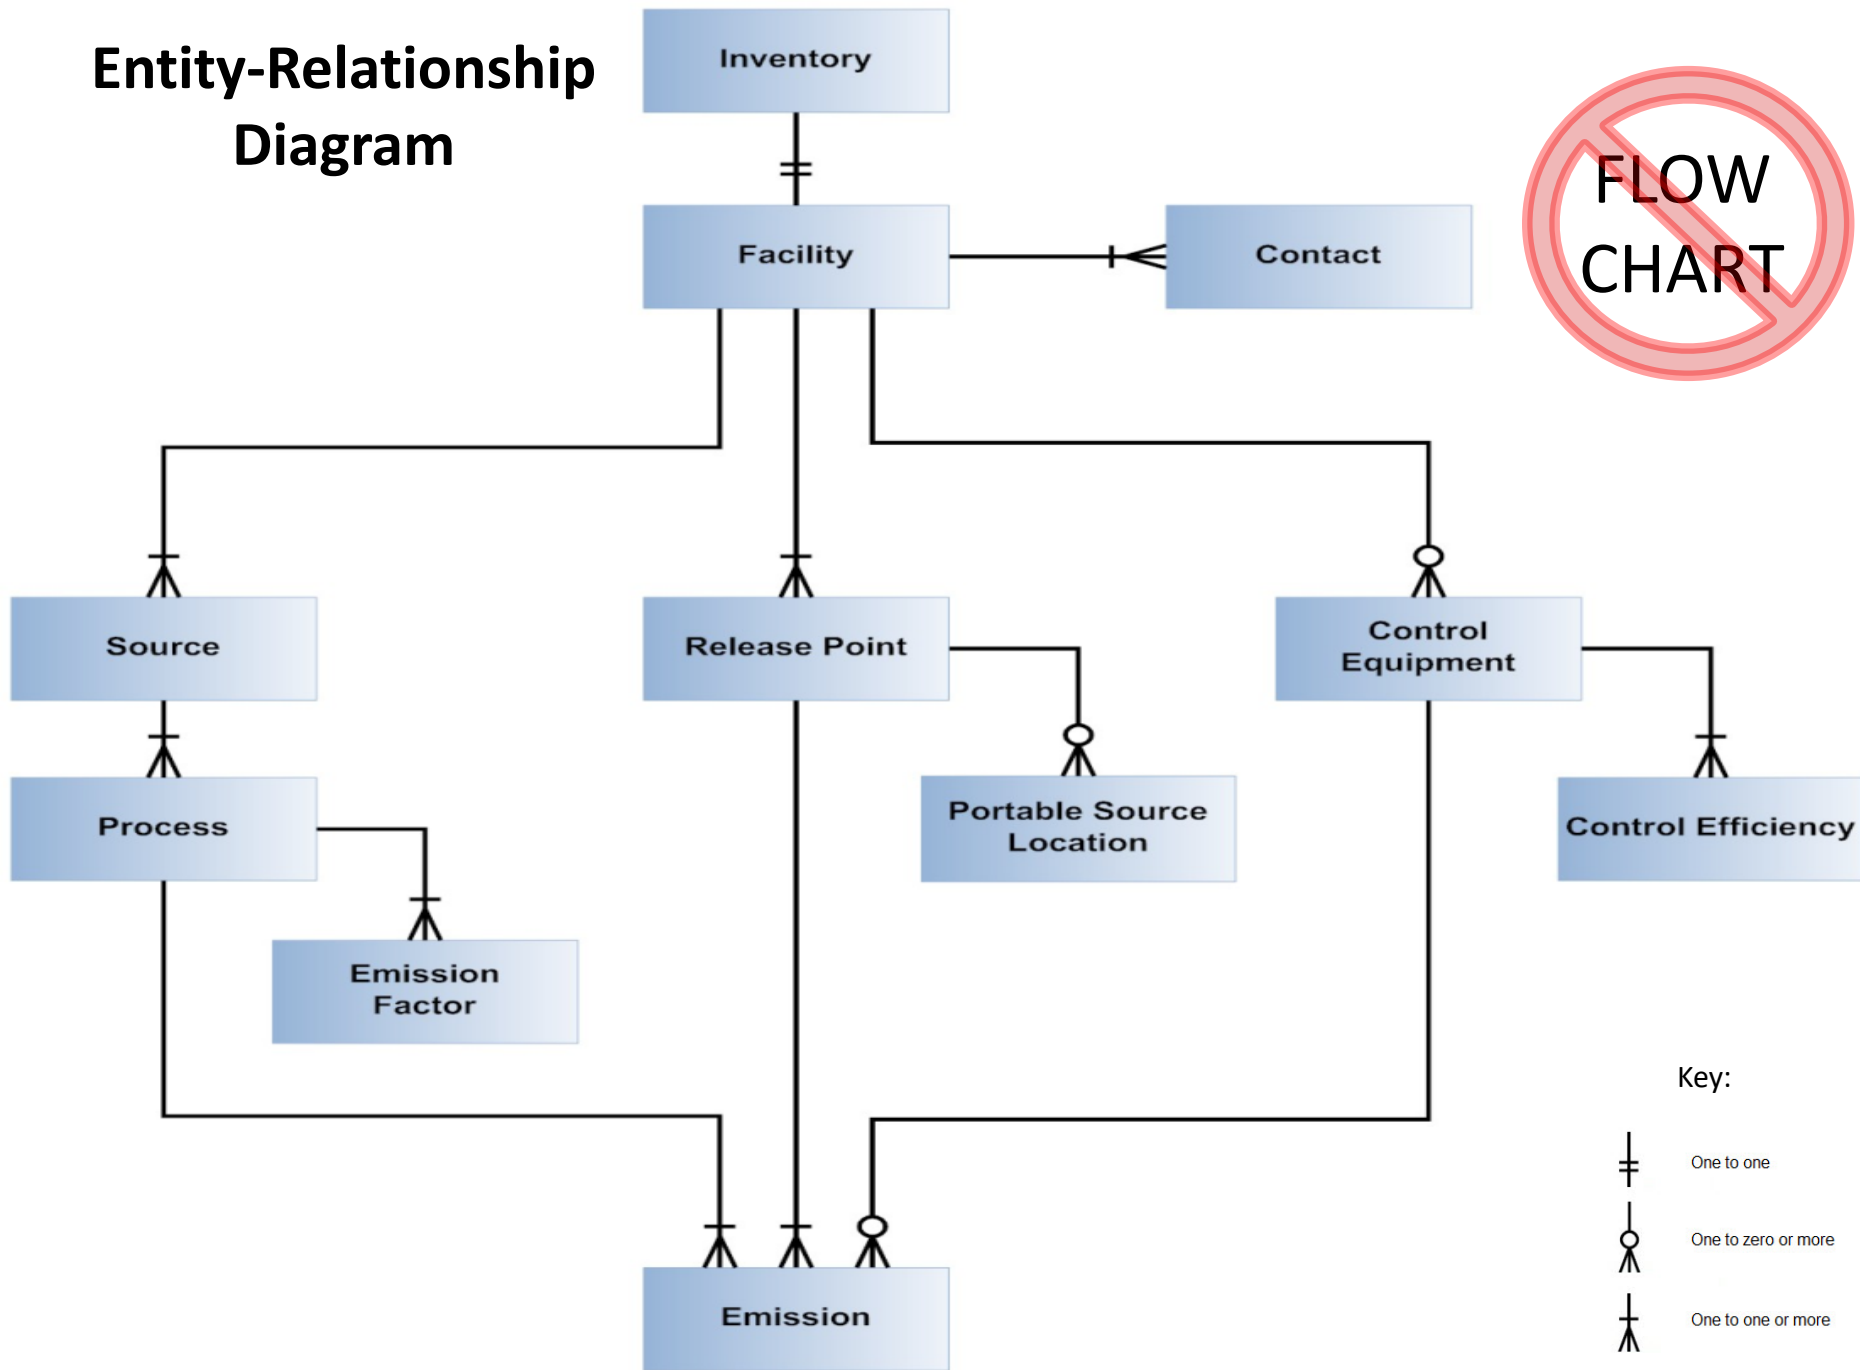 Entity-Relationship
Diagram
Inventory
FLOW
CHART
Facility
Contact
Source
Release Point
Control
Equipment
Process
Portable Source
Location
Control Efficiency
Emission
Factor
Key:
One to one
One to zero or more
One to one or more
Emission